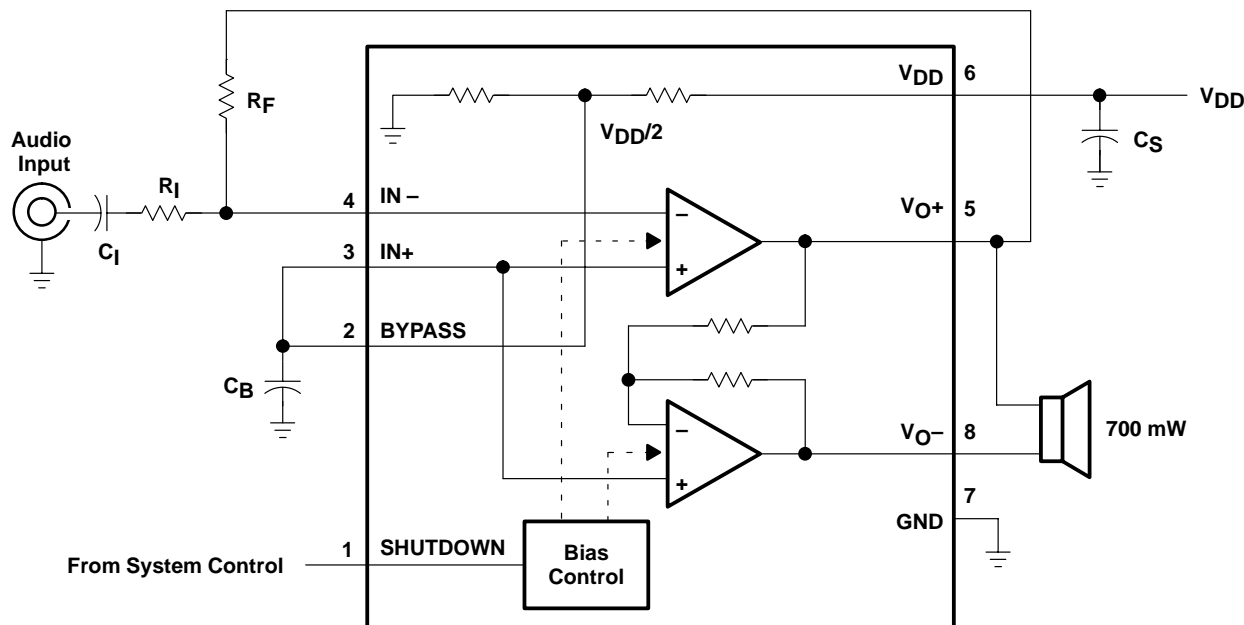 VDD 6
VDD
RF
VDD/2
CS
Audio
Input
RI
CI
4 IN –
VO+ 5
–
+
3 IN+
2 BYPASS
CB
–
+
VO– 8
700 mW
7
GND
1 SHUTDOWN
From System Control
Bias
Control